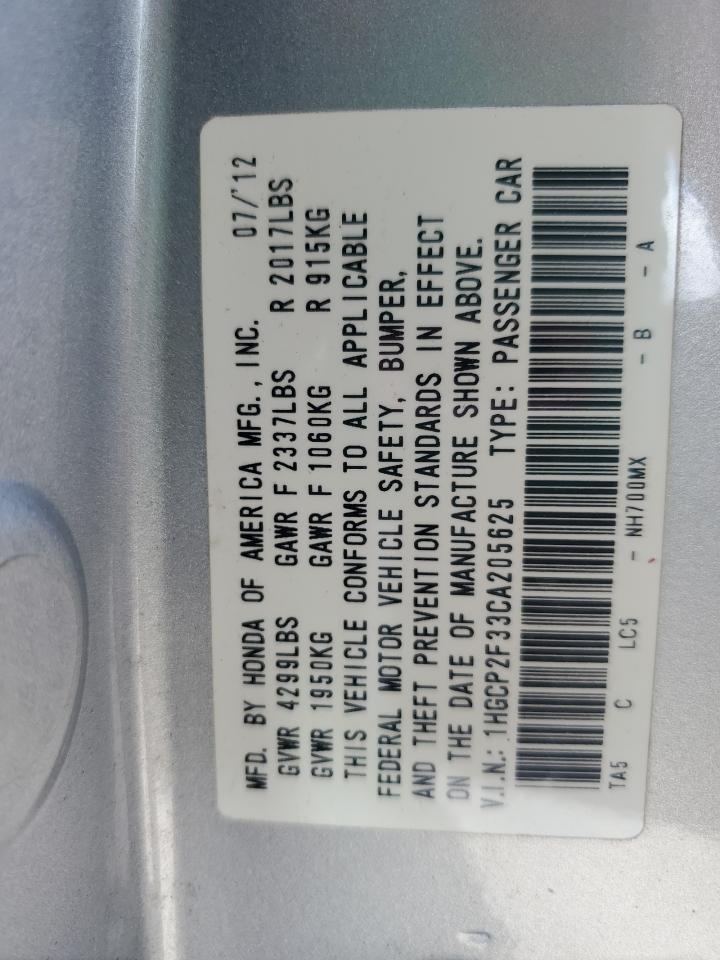 MFD. BY HONDA OF AMERICA MFG., INC. 07/'12
GVWR 4299LBS GAWR F 2337LBS R 2017LBS
GVWR 1950KG GAWR F 1060KG R 915KG
THIS VEHICLE CONFORMS TO ALL APPLICABLE
FEDERAL MOTOR VEHICLE SAFETY, BUMPER,
AND THEFT PREVENTION STANDARDS IN EFFECT
ON THE DATE OF MANUFACTURE SHOWN ABOVE.
V.I.N.: 1HGCP2F33CA205625 TYPE: PASSENGER CAR
TA5 C LC5 - NH700MX - B - A